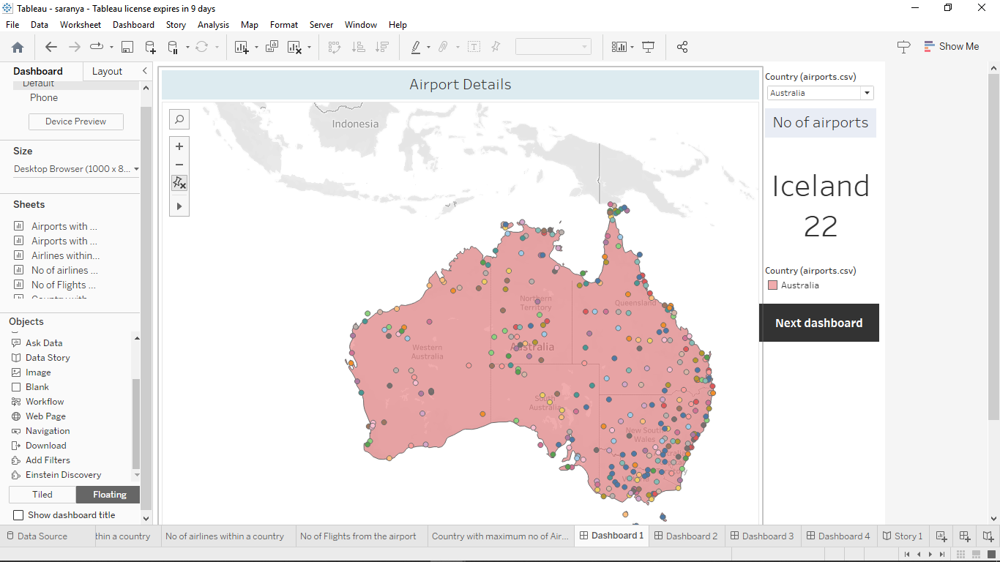 Tableau - saranya - Tableau license expires in 9 days
File Data Worksheet Dashboard Story Analysis Map Format Server Window Help
Show Me
Dashboard Layout
Default
Phone
Device Preview
Size
Desktop Browser (1000 x 8...
Sheets
Airports with ...
Airports with ...
Airlines within...
No of airlines ...
No of Flights ...
Country with
Objects
Ask Data
Data Story
Image
Blank
Workflow
Web Page
Navigation
Download
Add Filters
Einstein Discovery
Tiled Floating
Show dashboard title
Airport Details
Indonesia
Northern
Territory
Queensland
Western
Australia
Australia
South
Australia
New South
Wales
Country (airports.csv)
Australia
No of airports
Iceland
22
Country (airports.csv)
Australia
Next dashboard
Data Source
thin a country
No of airlines within a country
No of Flights from the airport
Country with maximum no of Air...
Dashboard 1
Dashboard 2
Dashboard 3
Dashboard 4
Story 1